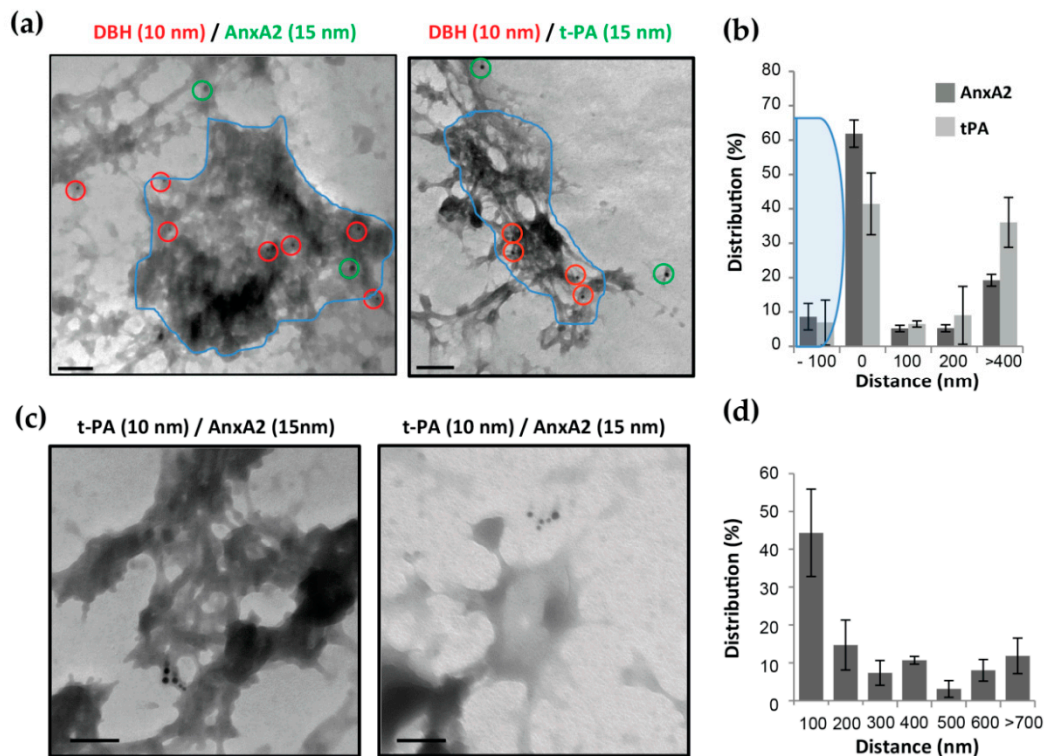 (a)
DBH (10 nm) / AnxA2 (15 nm)
DBH (10 nm) / t-PA (15 nm)
(b)
80
70
60
50
40
30
20
10
0
Distribution (%)
AnxA2
tPA
- 100 0 100 200 >400
Distance (nm)
(c)
t-PA (10 nm) / AnxA2 (15nm)
t-PA (10 nm) / AnxA2 (15 nm)
(d)
60
50
40
30
20
10
0
Distribution (%)
100 200 300 400 500 600 >700
Distance (nm)